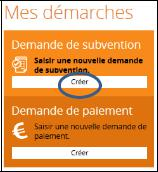 Mes démarches
Demande de subvention
Saisir une nouvelle demande
de subvention.
Créer
Demande de paiement
€
Saisir une nouvelle demande de
paiement.
Créer